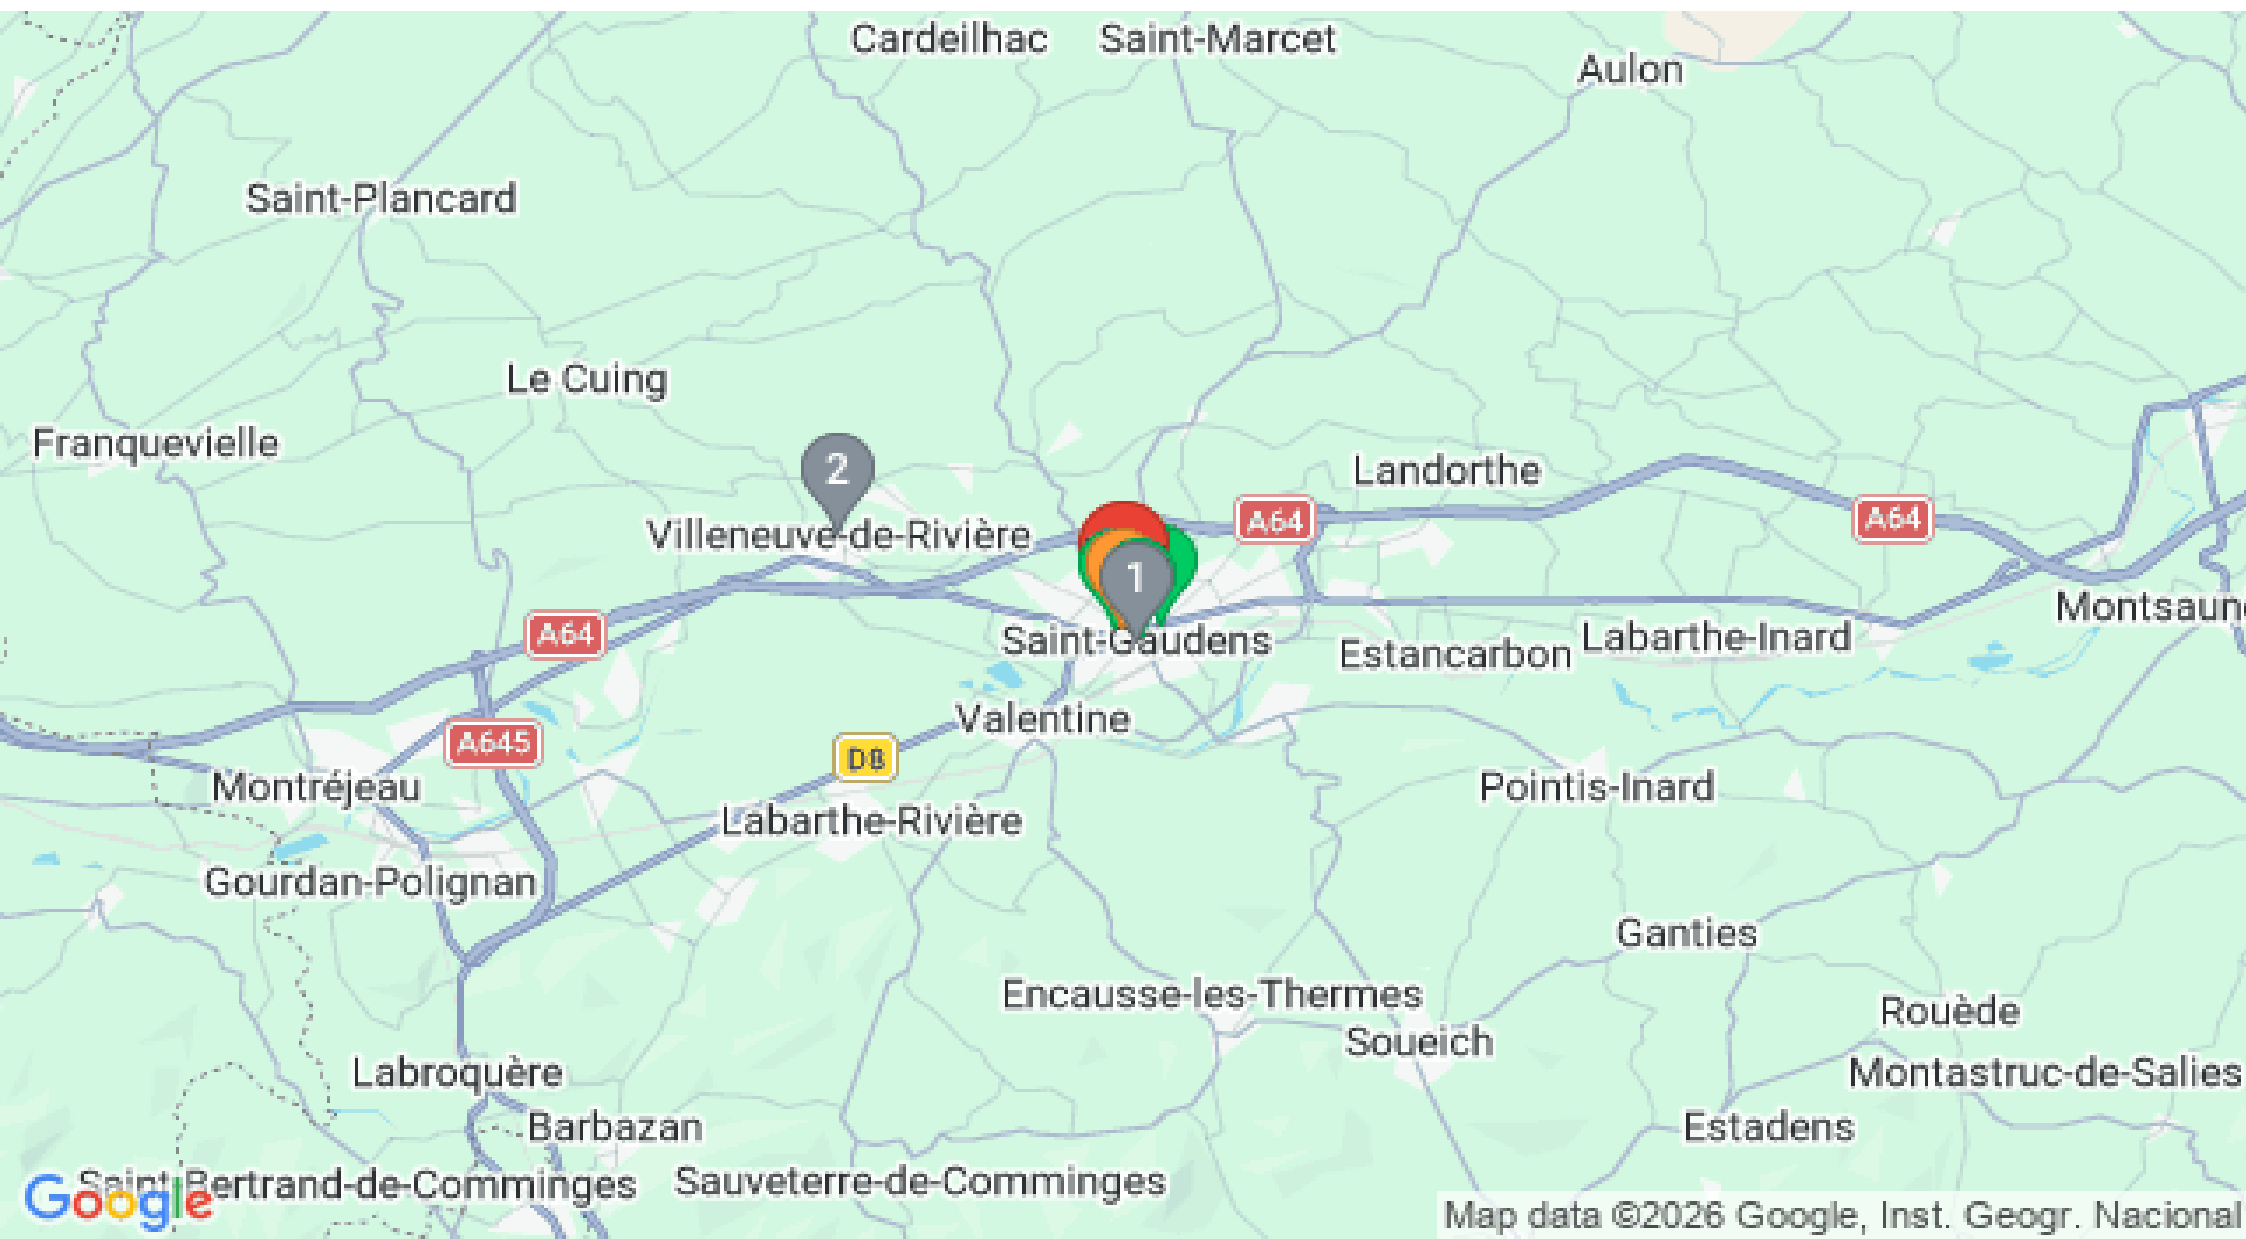 Cardeilhac
Saint-Marcet
Aulon
Saint-Plancard
Le Cuing
Franquevielle
2
Landorthe
Villeneuve-de-Rivière
A64
A64
1
Montsaun
A64
Saint-Gaudens
Estancarbon
Labarthe-Inard
Valentine
A645
D8
Montréjeau
Pointis-Inard
Labarthe-Rivière
Gourdan-Polignan
Ganties
Encausse-les-Thermes
Rouède
Soueich
Labroquère
Montastruc-de-Salies
Barbazan
Estadens
Saint-Bertrand-de-Comminges
Sauveterre-de-Comminges
Google
Map data ©2026 Google, Inst. Geogr. Nacional